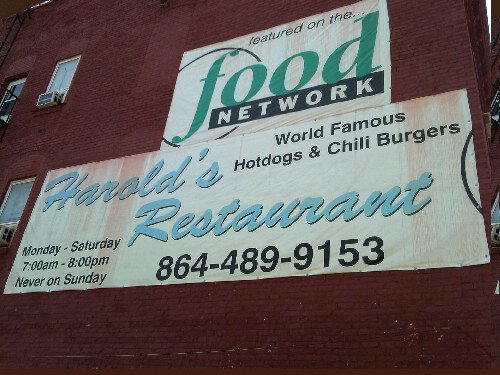 featured on the...
food
NETWORK
World Famous
Hotdogs & Chili Burgers
Harold's
Restaurant
Monday - Saturday
7:00am - 8:00pm
Never on Sunday
864-489-9153